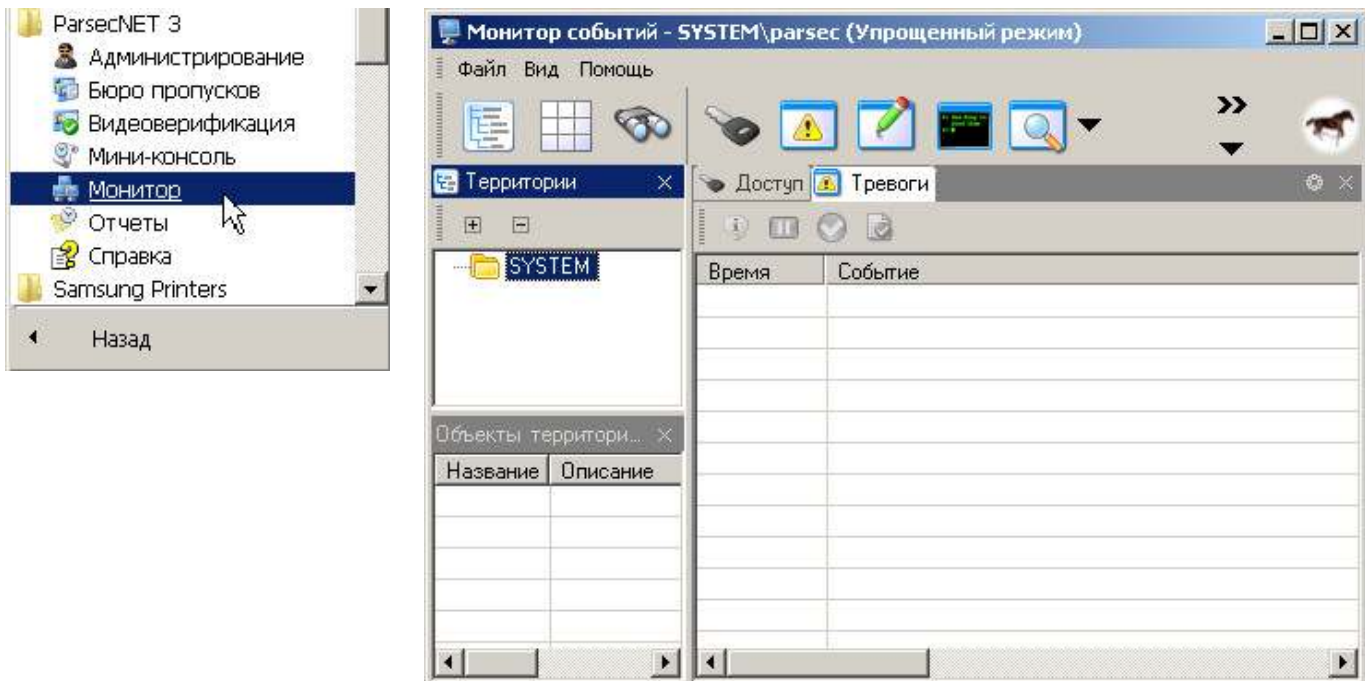 ParsecNET 3
Администрирование
Бюро пропусков
Видеоверификация
Мини-консоль
Монитор
Отчеты
Справка
Samsung Printers
Назад
Монитор событий - SYSTEM\parsec (Упрощенный режим)
Файл Вид Помощь
Территории
SYSTEM
Объекты территори...
Название Описание
Доступ Тревоги
Время Событие